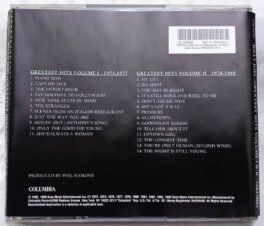 GREATEST HITS VOLUME I 1973-1977
1. PIANO MAN
2. CAPTAIN JACK
3. THE ENTERTAINER
4. SAY GOODBYE TO HOLLYWOOD
5. NEW YORK STATE OF MIND
6. THE STRANGER
7. SCENES FROM AN ITALIAN RESTAURANT
8. JUST THE WAY YOU ARE
9. MOVIN' OUT (ANTHONY'S SONG)
10. ONLY THE GOOD DIE YOUNG
11. SHE'S ALWAYS A WOMAN
GREATEST HITS VOLUME II 1978-1985
1. MY LIFE
2. BIG SHOT
3. YOU MAY BE RIGHT
4. IT'S STILL ROCK AND ROLL TO ME
5. DON'T ASK ME WHY
6. SHE'S GOT A WAY
7. PRESSURE
8. ALLENTOWN
9. GOODNIGHT SAIGON
10. TELL HER ABOUT IT
11. UPTOWN GIRL
12. THE LONGEST TIME
13. YOU'RE ONLY HUMAN (SECOND WIND)
14. THE NIGHT IS STILL YOUNG
PRODUCED BY PHIL RAMONE
COLUMBIA